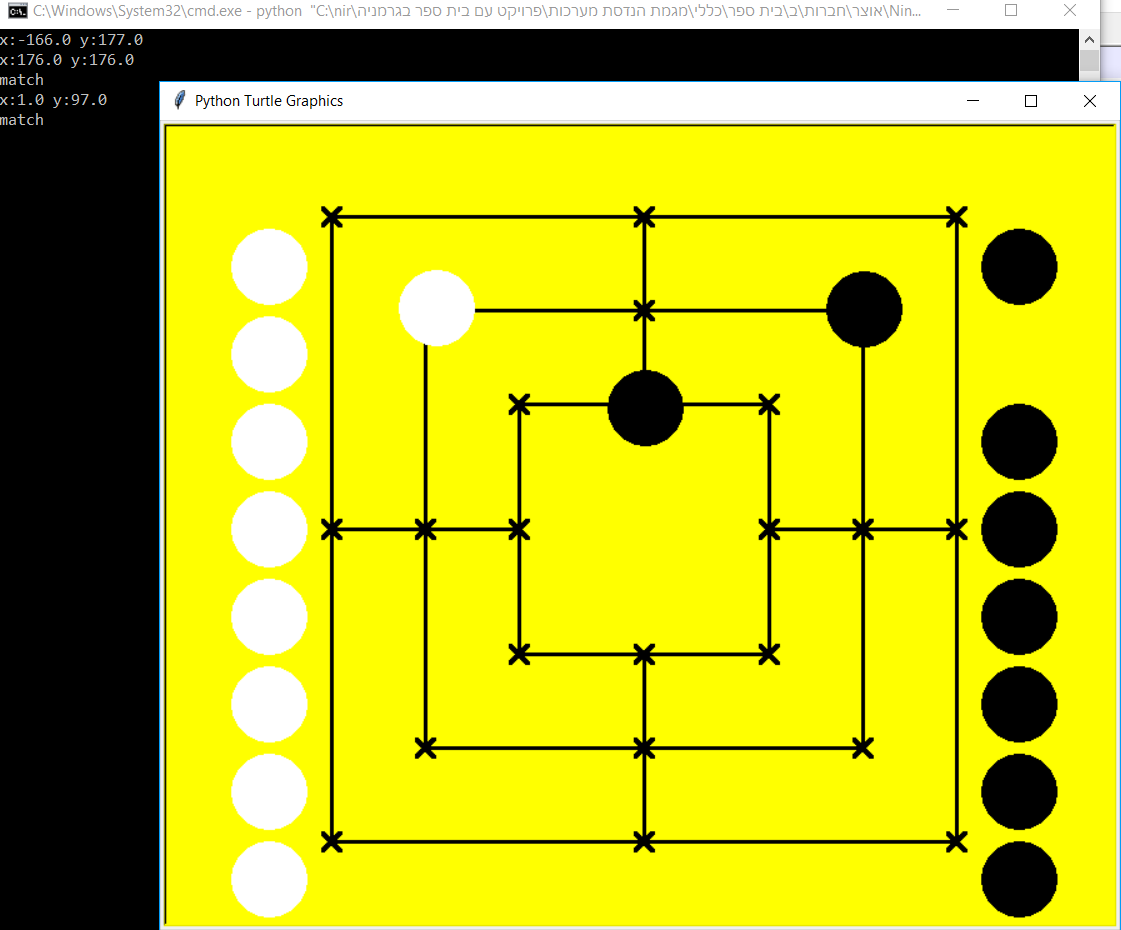 C:\Windows\System32\cmd.exe - python "C:\nir\אוצר\חברות\ב\בית ספר\כללי\מגמת הנדסת מערכות\פרויקט עם בית ספר בגרמניה\Nin...
x:-166.0 y:177.0
x:176.0 y:176.0
match
x:1.0 y:97.0
match
Python Turtle Graphics